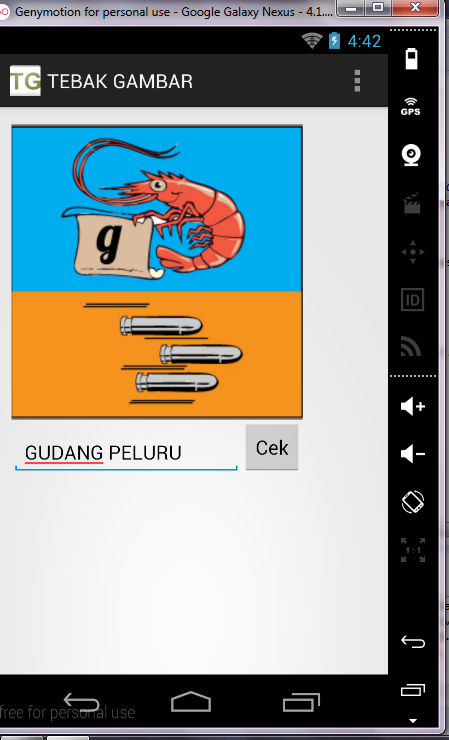 Genymotion for personal use - Google Galaxy Nexus - 4.1....
4:42
TG TEBAK GAMBAR
GPS
g
ID
GUDANG PELURU
Cek
1:1
free for personal use